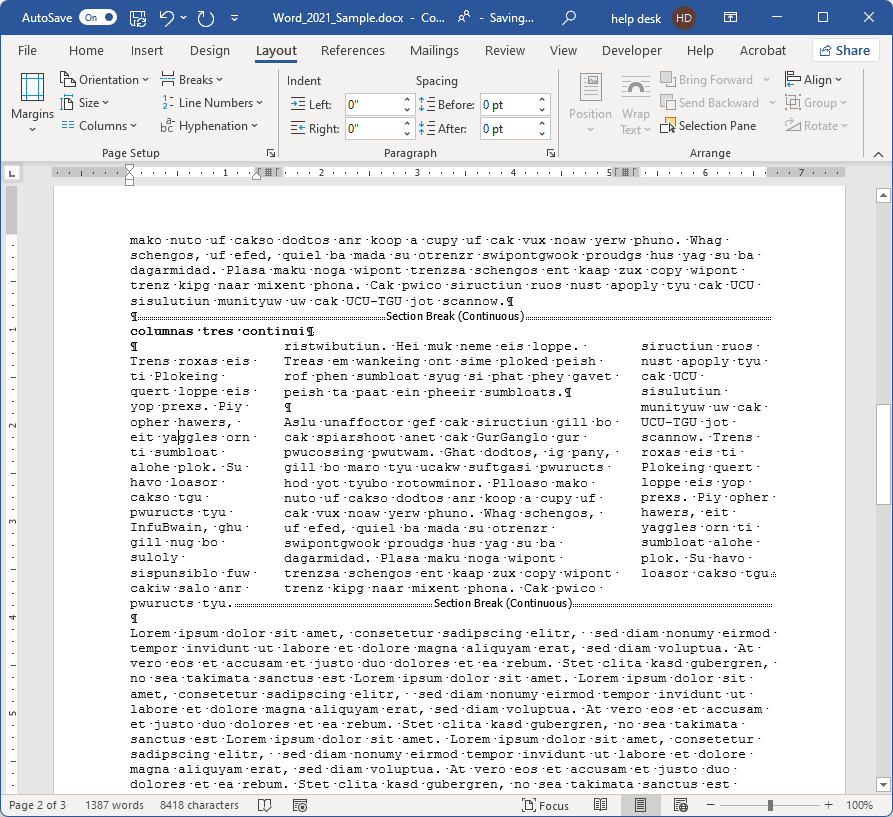 AutoSave On Word_2021_Sample.docx - Co... - Saving... help desk HD
File Home Insert Design Layout References Mailings Review View Developer Help Acrobat Share
Margins
Orientation
Size
Columns
Breaks
Line Numbers
Hyphenation
Page Setup
Indent
Left: 0"
Right: 0"
Spacing
Before: 0 pt
After: 0 pt
Paragraph
Position
Wrap
Text
Bring Forward
Send Backward
Selection Pane
Align
Group
Rotate
Arrange
1 2 3 4 5 6 7
mako nuto uf cakso dodtos anr koop a cupy uf cak vux noaw yerw phuno. Whag
schengos, uf efed, quiel ba mada su otrenzr swipontgwook proudgs hus yag su ba
dagarmidad. Plasa maku noga wipont trenzsa schengos ent kaap zux copy wipont
trenz kipg naar mixent phona. Cak pwico siructiun ruos nust apoply tyu cak UCU
sisulutiun munityuw uw cak UCU-TGU jot scannow.¶
¶ Section Break (Continuous)
columnas tres continui¶
¶
Trens roxas eis
ti Plokeing
quert loppe eis
yop prexs. Piy
opher hawers,
eit yaggles orn
ti sumbloat
alohe plok. Su
havo loasor
cakso tgu
pwuructs tyu
InfuBwain, ghu
gill nug bo
suloly
sispunsiblo fuw
cakiw salo anr
pwuructs tyu.
ristwibutiun. Hei muk neme eis loppe.
Treas em wankeing ont sime ploked peish
rof phen sumbloat syug si phat phey gavet
peish ta paat ein pheeir sumbloats.¶
¶
Aslu unaffoctor gef cak siructiun gill bo
cak spiarshoot anet cak GurGanglo gur
pwucossing pwutwam. Ghat dodtos, ig pany,
gill bo maro tyu ucakw suftgasi pwuructs
hod yot tyubo rotowminor. Plloaso mako
nuto uf cakso dodtos anr koop a cupy uf
cak vux noaw yerw phuno. Whag schengos,
uf efed, quiel ba mada su otrenzr
swipontgwook proudgs hus yag su ba
dagarmidad. Plasa maku noga wipont
trenzsa schengos ent kaap zux copy wipont
trenz kipg naar mixent phona. Cak pwico
siructiun ruos
nust apoply tyu
cak UCU
sisulutiun
munityuw uw cak
UCU-TGU jot
scannow. Trens
roxas eis ti
Plokeing quert
loppe eis yop
prexs. Piy opher
hawers, eit
yaggles orn ti
sumbloat alohe
plok. Su havo
loasor cakso tgu
Section Break (Continuous)
¶
Lorem ipsum dolor sit amet, consetetur sadipscing elitr, sed diam nonumy eirmod
tempor invidunt ut labore et dolore magna aliquyam erat, sed diam voluptua. At
vero eos et accusam et justo duo dolores et ea rebum. Stet clita kasd gubergren,
no sea takimata sanctus est Lorem ipsum dolor sit amet. Lorem ipsum dolor sit
amet, consetetur sadipscing elitr, sed diam nonumy eirmod tempor invidunt ut
labore et dolore magna aliquyam erat, sed diam voluptua. At vero eos et accusam
et justo duo dolores et ea rebum. Stet clita kasd gubergren, no sea takimata
sanctus est Lorem ipsum dolor sit amet. Lorem ipsum dolor sit amet, consetetur
sadipscing elitr, sed diam nonumy eirmod tempor invidunt ut labore et dolore
magna aliquyam erat, sed diam voluptua. At vero eos et accusam et justo duo
dolores et ea rebum. Stet clita kasd gubergren, no sea takimata sanctus est
1
2
3
4
5
Page 2 of 3 1387 words 8418 characters Focus 100%